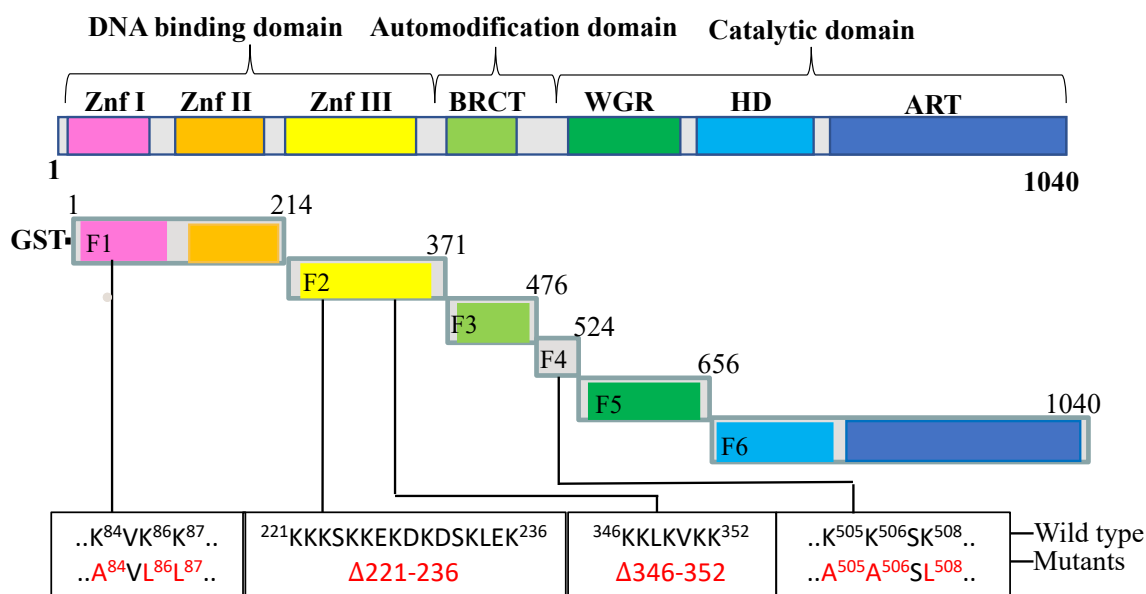 DNA binding domain Automodification domain Catalytic domain
Znf I Znf II Znf III BRCT WGR HD ART
1 1040
1 214
GST F1
371
F2
476
F3
524
F4
656
F5
1040
F6
..K⁸⁴VK⁸⁶K⁸⁷.. ²²¹KKKSKKEKDKDSKLEK²³⁶ ³⁴⁶KKLKVKK³⁵² ..K⁵⁰⁵K⁵⁰⁶SK⁵⁰⁸.. Wild type
..A⁸⁴VL⁸⁶L⁸⁷.. Δ221-236 Δ346-352 ..A⁵⁰⁵A⁵⁰⁶SL⁵⁰⁸.. Mutants